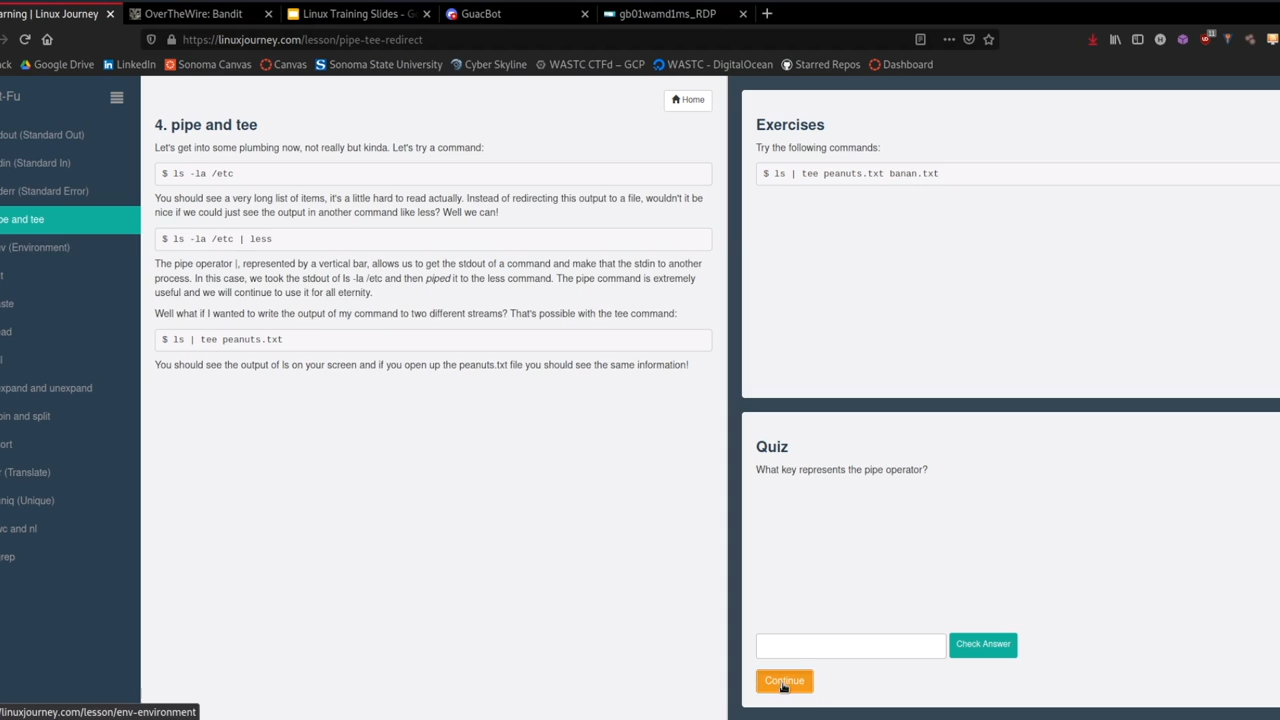 arning | Linux Journey
OverTheWire: Bandit
Linux Training Slides - G
GuacBot
gb01wamd1ms_RDP
https://linuxjourney.com/lesson/pipe-tee-redirect
11
ack
Google Drive
LinkedIn
Sonoma Canvas
Canvas
Sonoma State University
Cyber Skyline
WASTC CTFd – GCP
WASTC - DigitalOcean
Starred Repos
Dashboard
t-Fu
dout (Standard Out)
din (Standard In)
derr (Standard Error)
pe and tee
nv (Environment)
t
ste
ead
l
xpand and unexpand
oin and split
ort
r (Translate)
niq (Unique)
wc and nl
grep
Home
4. pipe and tee
Let's get into some plumbing now, not really but kinda. Let's try a command:
$ ls -la /etc
You should see a very long list of items, it's a little hard to read actually. Instead of redirecting this output to a file, wouldn't it be
nice if we could just see the output in another command like less? Well we can!
$ ls -la /etc | less
The pipe operator |, represented by a vertical bar, allows us to get the stdout of a command and make that the stdin to another
process. In this case, we took the stdout of ls -la /etc and then piped it to the less command. The pipe command is extremely
useful and we will continue to use it for all eternity.
Well what if I wanted to write the output of my command to two different streams? That's possible with the tee command:
$ ls | tee peanuts.txt
You should see the output of ls on your screen and if you open up the peanuts.txt file you should see the same information!
Exercises
Try the following commands:
$ ls | tee peanuts.txt banan.txt
Quiz
What key represents the pipe operator?
Check Answer
Continue
/linuxjourney.com/lesson/env-environment